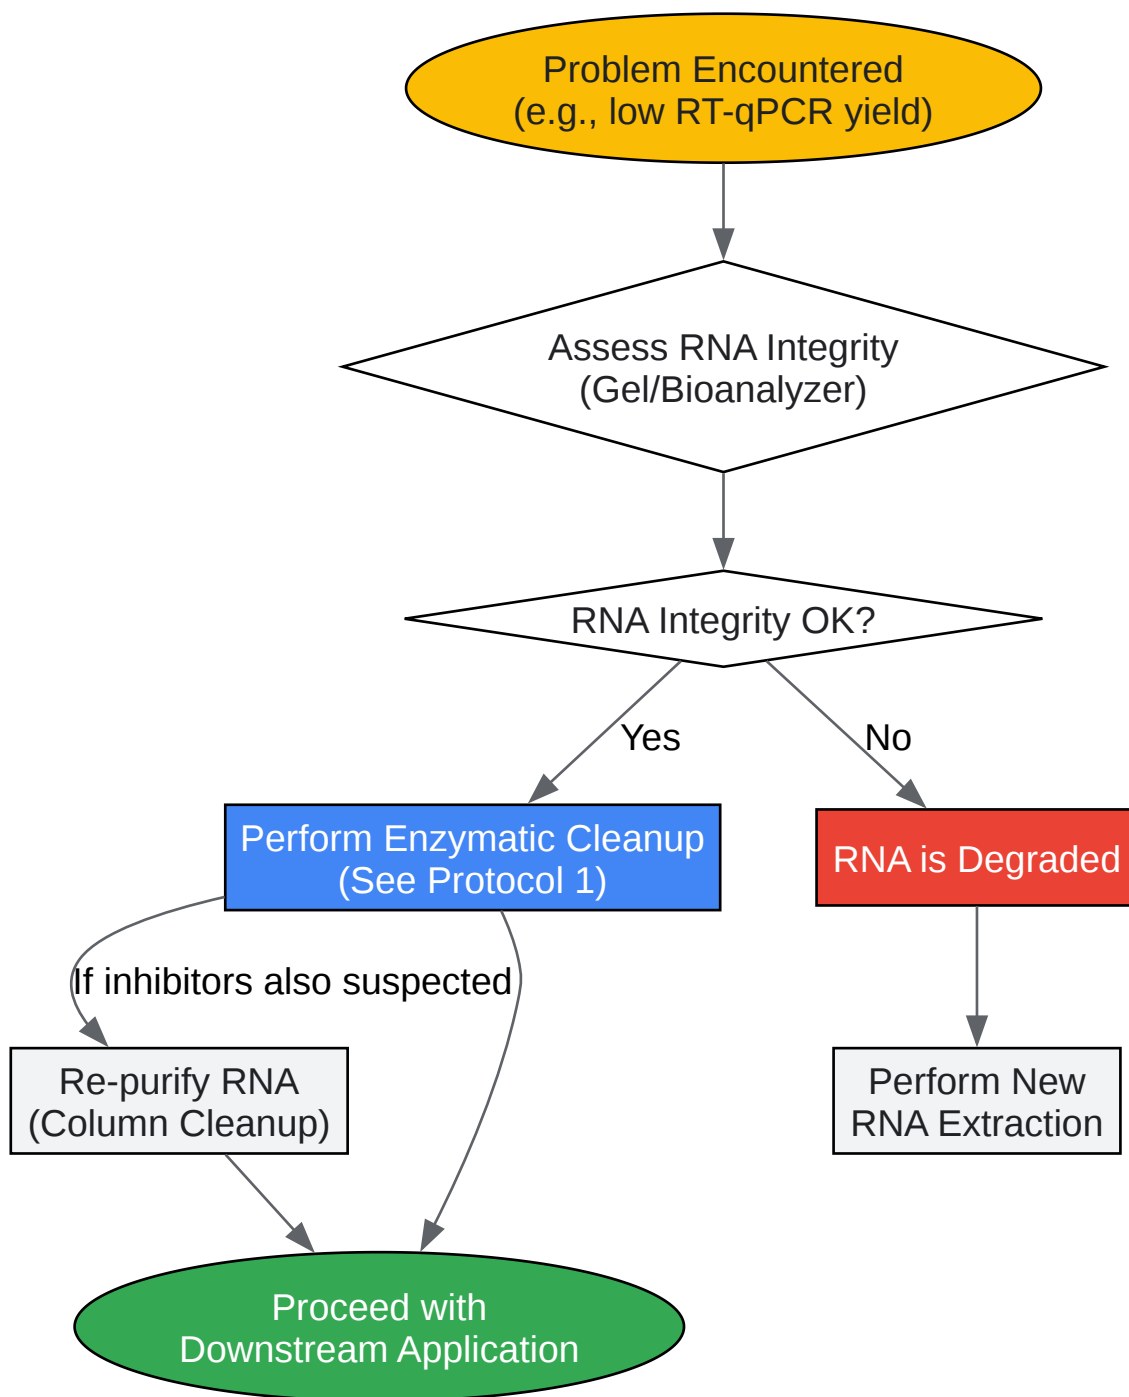 Problem Encountered
(e.g., low RT-qPCR yield)
Assess RNA Integrity
(Gel/Bioanalyzer)
RNA Integrity OK?
Yes
No
Perform Enzymatic Cleanup
(See Protocol 1)
RNA is Degraded
If inhibitors also suspected
Re-purify RNA
(Column Cleanup)
Perform New
RNA Extraction
Proceed with
Downstream Application